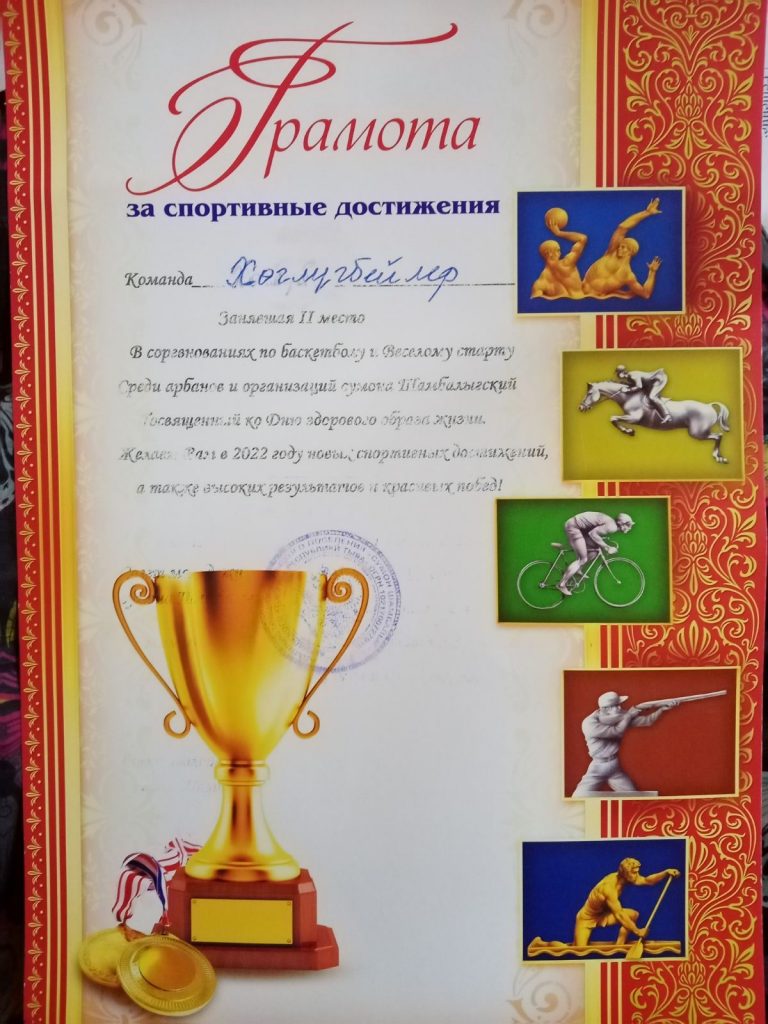 Грамота
за спортивные достижения
Команда Хөглүгбейлер
Занявшая II место
В соревнованиях по баскетболу и Веселому старту
Среди арбанов и организаций сумона Шамбалыгский
Посвященный ко Дню здорового образа жизни.
Желаем Вам в 2022 году новых спортивных достижений,
а также высоких результатов и красивых побед!